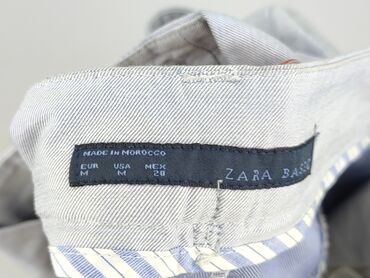 MADE IN MOROCCO
EUR USA MEX
M M 28
ZARA BASIC